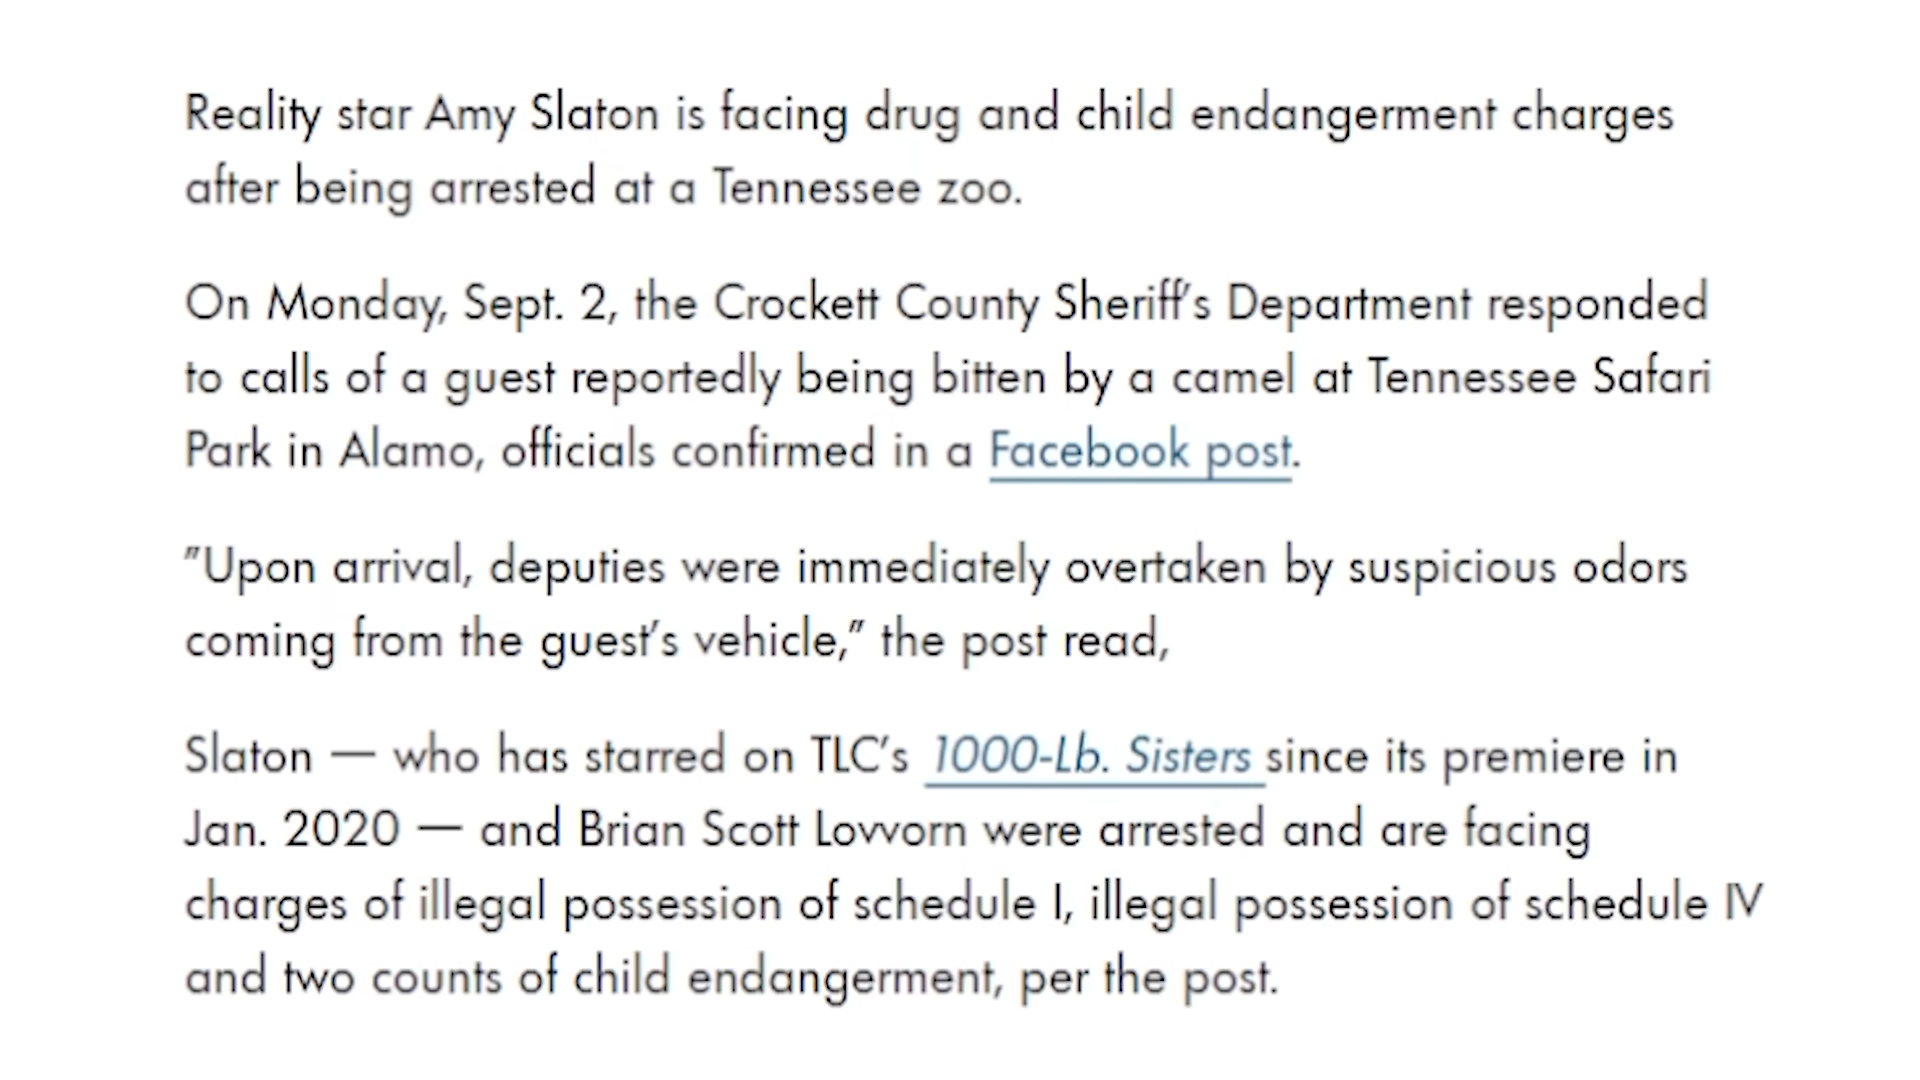 Reality star Amy Slaton is facing drug and child endangerment charges
after being arrested at a Tennessee zoo.
On Monday, Sept. 2, the Crockett County Sheriff's Department responded
to calls of a guest reportedly being bitten by a camel at Tennessee Safari
Park in Alamo, officials confirmed in a Facebook post.
"Upon arrival, deputies were immediately overtaken by suspicious odors
coming from the guest's vehicle," the post read,
Slaton — who has starred on TLC's 1000-Lb. Sisters since its premiere in
Jan. 2020 — and Brian Scott Lovvorn were arrested and are facing
charges of illegal possession of schedule I, illegal possession of schedule IV
and two counts of child endangerment, per the post.